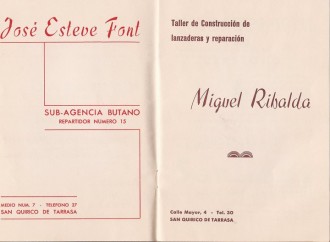 José Esteve Font
SUB-AGENCIA BUTANO
REPARTIDOR NÚMERO 15
MEDIO NUM. 7 - TELEFONO 27
SAN QUIRICO DE TARRASA
Taller de Construcción de
lanzaderas y reparación
Miguel Ribalda
Calle Mayor, 4 - Tel. 30
SAN QUIRICO DE TARRASA